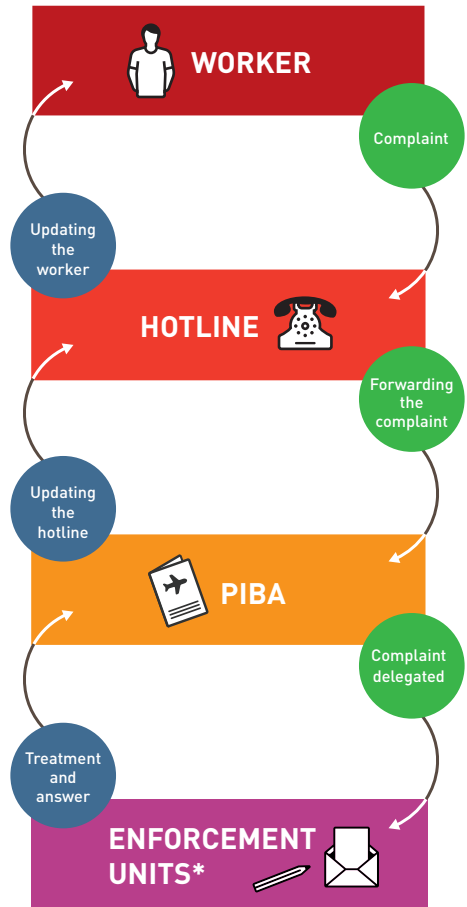 WORKER
Complaint
Updating
the
worker
HOTLINE
Forwarding
the
complaint
Updating
the
hotline
PIBA
Complaint
delegated
Treatment
and
answer
ENFORCEMENT
UNITS*